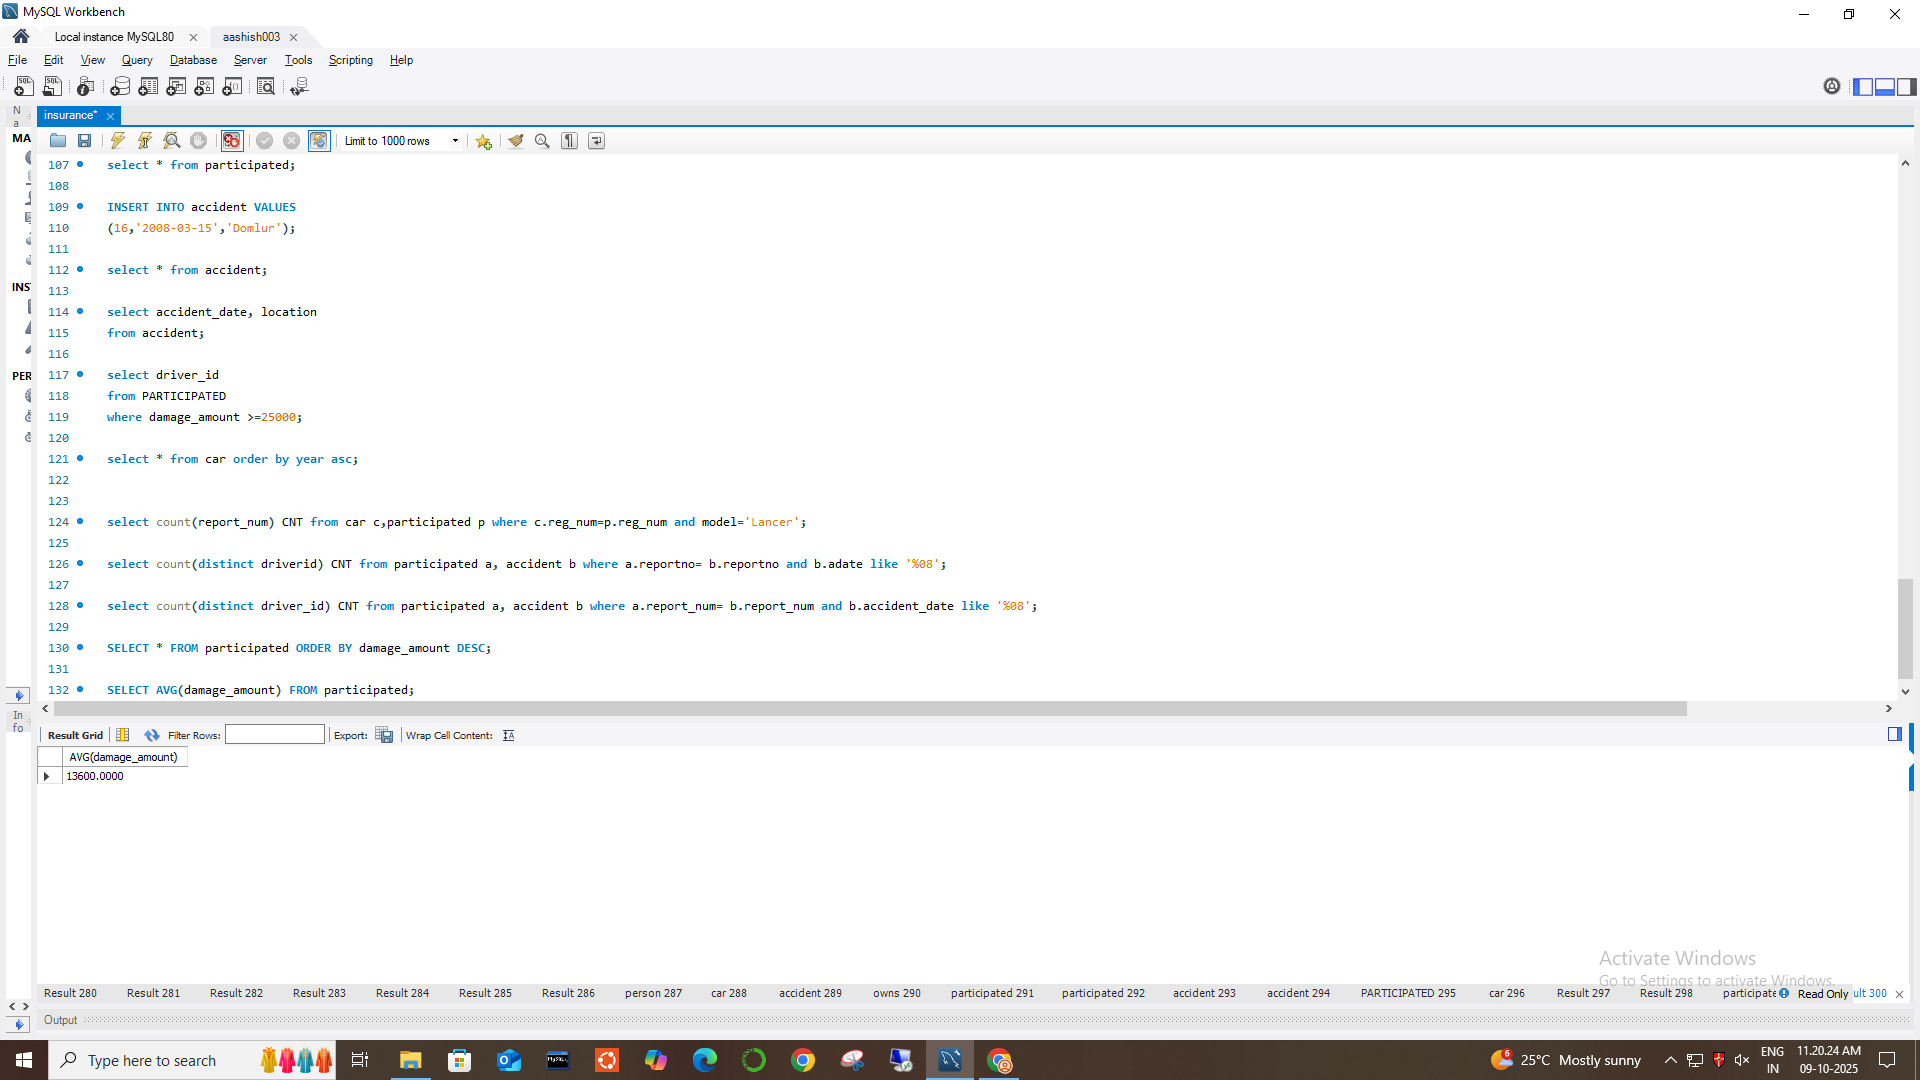 MySQL Workbench
Local instance MySQL80
aashish003
File Edit View Query Database Server Tools Scripting Help
N
a
insurance*
MA
Limit to 1000 rows
107 select * from participated;
108
109 INSERT INTO accident VALUES
110 (16,'2008-03-15','Domlur');
111
112 select * from accident;
113
INS
114 select accident_date, location
115 from accident;
116
PER
117 select driver_id
118 from PARTICIPATED
119 where damage_amount >=25000;
120
121 select * from car order by year asc;
122
123
124 select count(report_num) CNT from car c,participated p where c.reg_num=p.reg_num and model='Lancer';
125
126 select count(distinct driverid) CNT from participated a, accident b where a.reportno= b.reportno and b.adate like '%08';
127
128 select count(distinct driver_id) CNT from participated a, accident b where a.report_num= b.report_num and b.accident_date like '%08';
129
130 SELECT * FROM participated ORDER BY damage_amount DESC;
131
132 SELECT AVG(damage_amount) FROM participated;
In
fo
Result Grid Filter Rows: Export: Wrap Cell Content:
AVG(damage_amount)
13600.0000
Activate Windows
Go to Settings to activate Windows.
Result 280 Result 281 Result 282 Result 283 Result 284 Result 285 Result 286 person 287 car 288 accident 289 owns 290 participated 291 participated 292 accident 293 accident 294 PARTICIPATED 295 car 296 Result 297 Result 298 participate Read Only ult 300
Output
Type here to search
25°C Mostly sunny
ENG
IN
11.20.24 AM
09-10-2025